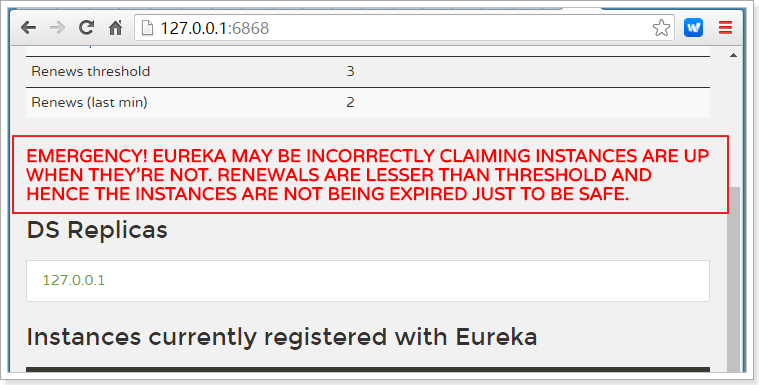 127.0.0.1:6868
Renews threshold 3
Renews (last min) 2
EMERGENCY! EUREKA MAY BE INCORRECTLY CLAIMING INSTANCES ARE UP
WHEN THEY'RE NOT. RENEWALS ARE LESSER THAN THRESHOLD AND
HENCE THE INSTANCES ARE NOT BEING EXPIRED JUST TO BE SAFE.
DS Replicas
127.0.0.1
Instances currently registered with Eureka